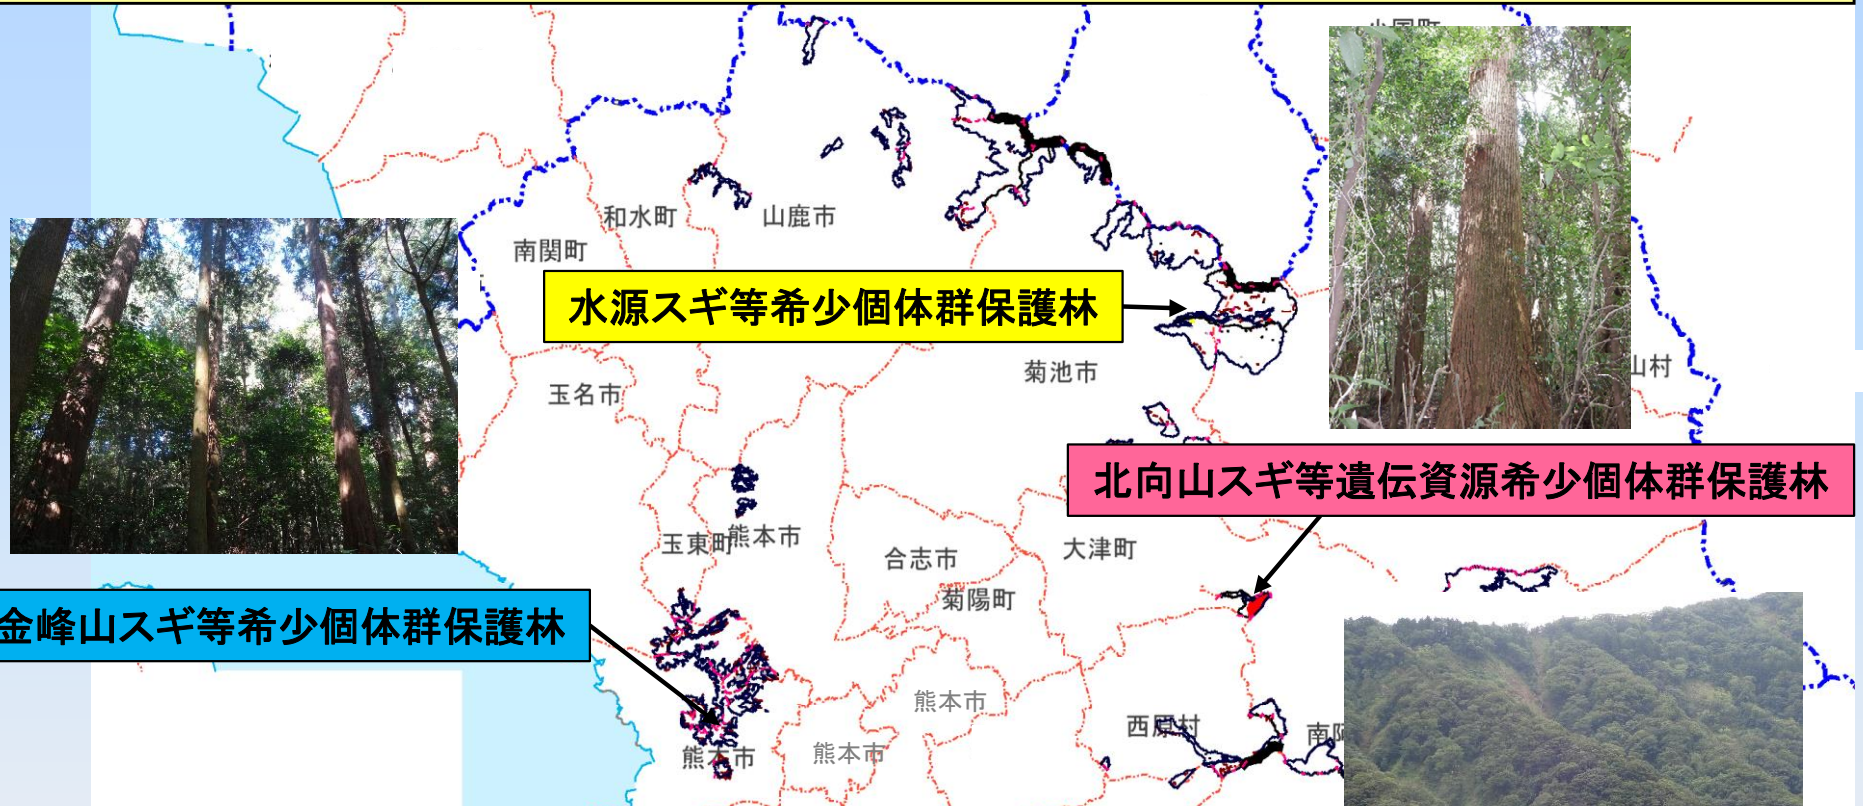 和水町
山鹿市
南関町
水源スギ等希少個体群保護林
菊池市
山村
玉名市
北向山スギ等遺伝資源希少個体群保護林
玉東町
熊本市
合志市
大津町
菊陽町
金峰山スギ等希少個体群保護林
熊本市
西原村
南
熊本市
熊本市